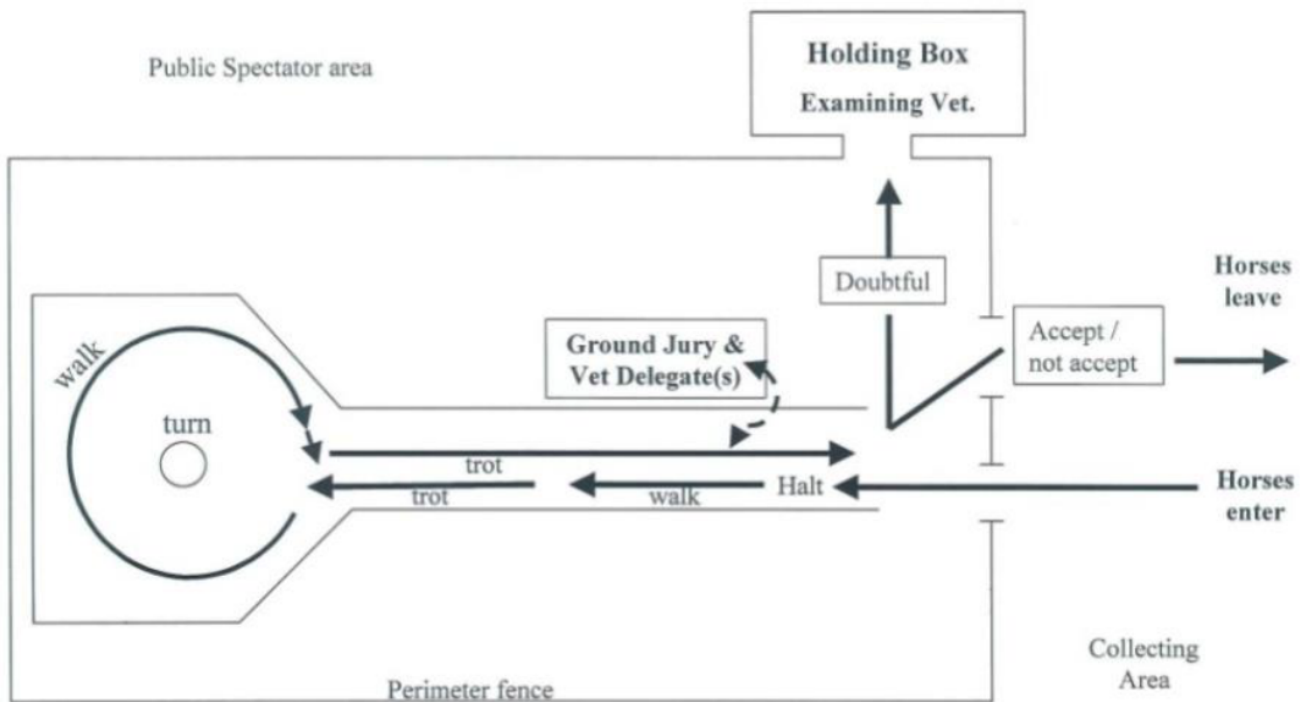 Public Spectator area
Holding Box
Examining Vet.
Doubtful
Horses
leave
Accept /
not accept
Ground Jury &
Vet Delegate(s)
walk
turn
trot
trot
walk
Halt
Horses
enter
Collecting
Area
Perimeter fence